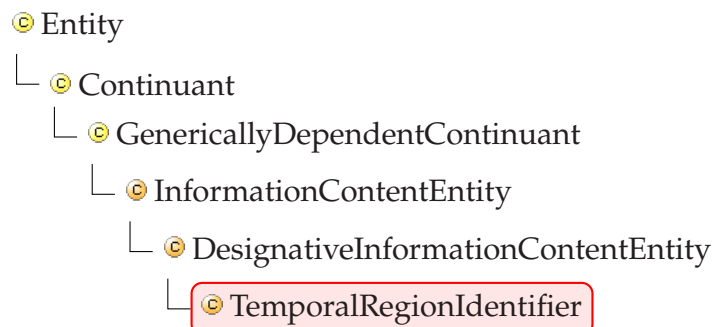 C Entity
C Continuant
C GenericallyDependentContinuant
C InformationContentEntity
C DesignativeInformationContentEntity
C TemporalRegionIdentifier